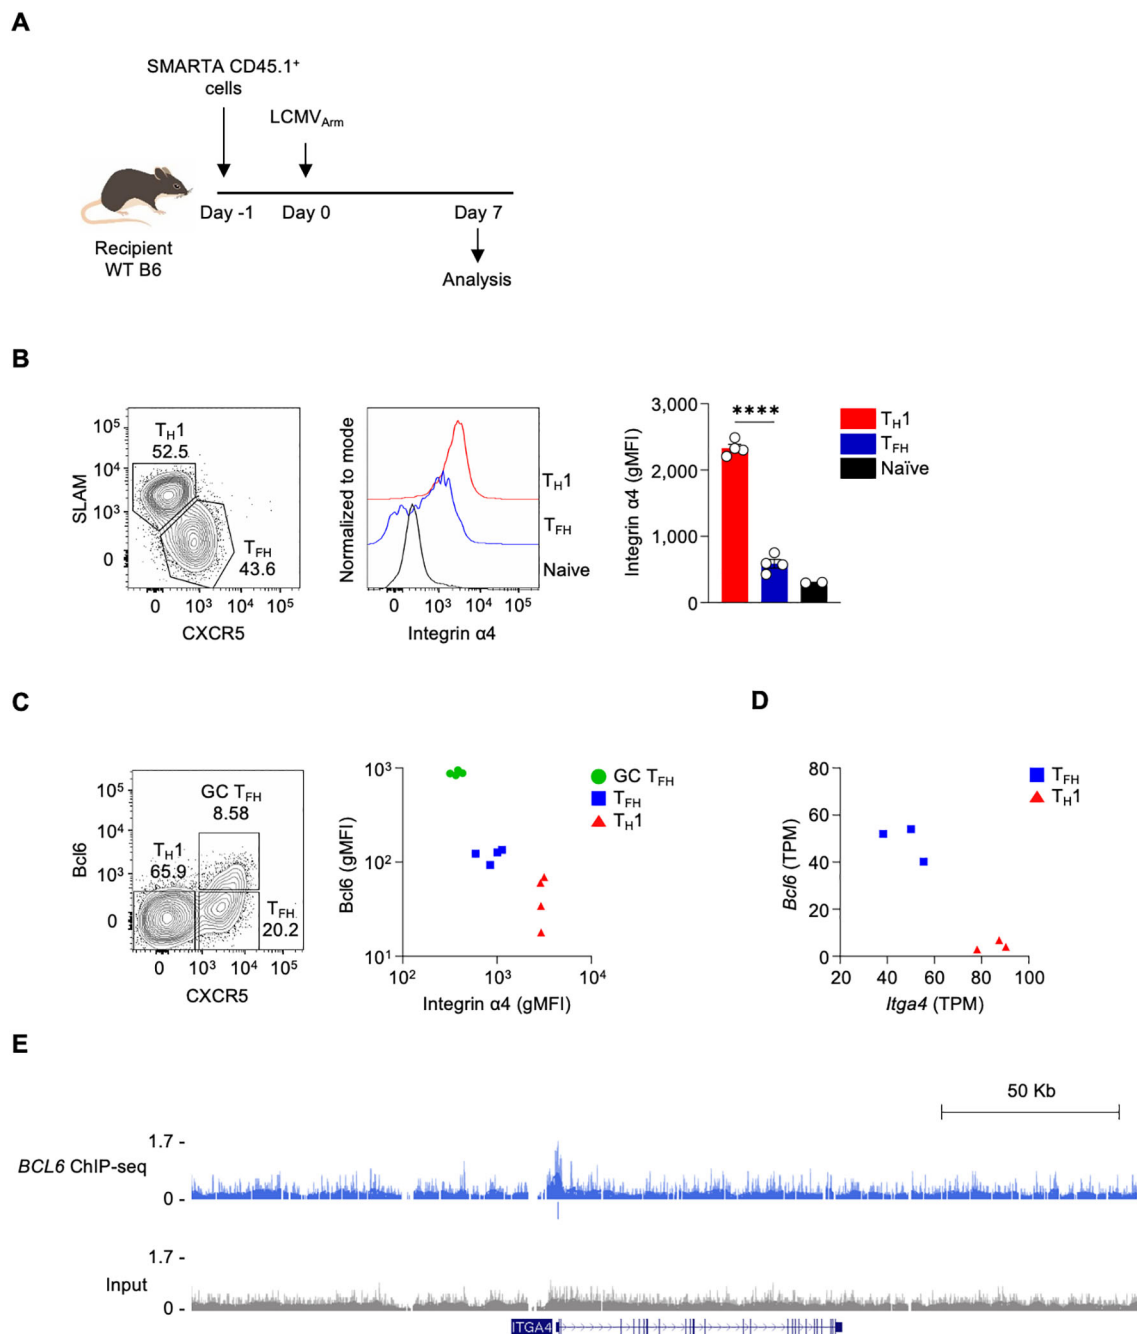 A
SMARTA CD45.1⁺
cells
LCMV_Arm
Day -1
Day 0
Day 7
Recipient
WT B6
Analysis
B
SLAM
10⁵
10⁴
10³
0
T_H1
52.5
T_FH
43.6
0 10³ 10⁴ 10⁵
CXCR5
Normalized to mode
T_H1
T_FH
Naive
0 10³ 10⁴ 10⁵
Integrin α4
Integrin α4 (gMFI)
3,000
2,000
1,000
0
****
T_H1
T_FH
Naïve
C
Bcl6
10⁵
10⁴
10³
0
GC T_FH
8.58
T_H1
65.9
T_FH
20.2
0 10³ 10⁴ 10⁵
CXCR5
Bcl6 (gMFI)
10³
10²
10¹
10² 10³ 10⁴
Integrin α4 (gMFI)
GC T_FH
T_FH
T_H1
D
Bcl6 (TPM)
80
60
40
20
0
20 40 60 80 100
Itga4 (TPM)
T_FH
T_H1
E
50 Kb
1.7 -
BCL6 ChIP-seq
0 -
1.7 -
Input
0 -
ITGA4